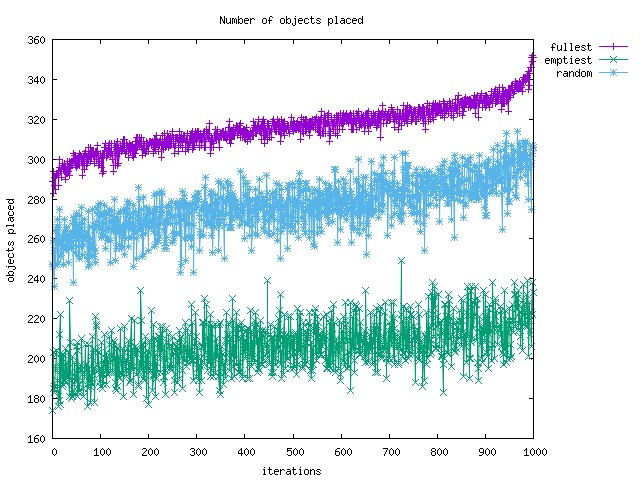 Number of objects placed
fullest
emptiest
random
360
340
320
300
280
260
240
220
200
180
160
objects placed
0 100 200 300 400 500 600 700 800 900 1000
iterations